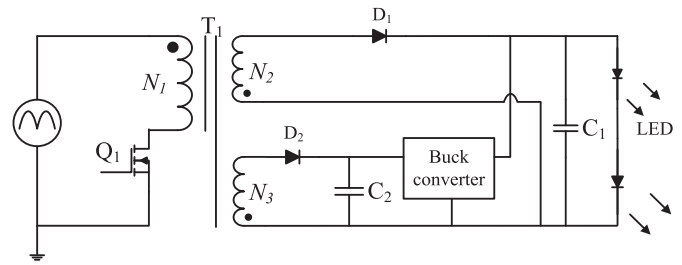 T₁
D₁
N₁
N₂
Q₁
D₂
C₁
LED
Buck
converter
C₂
N₃